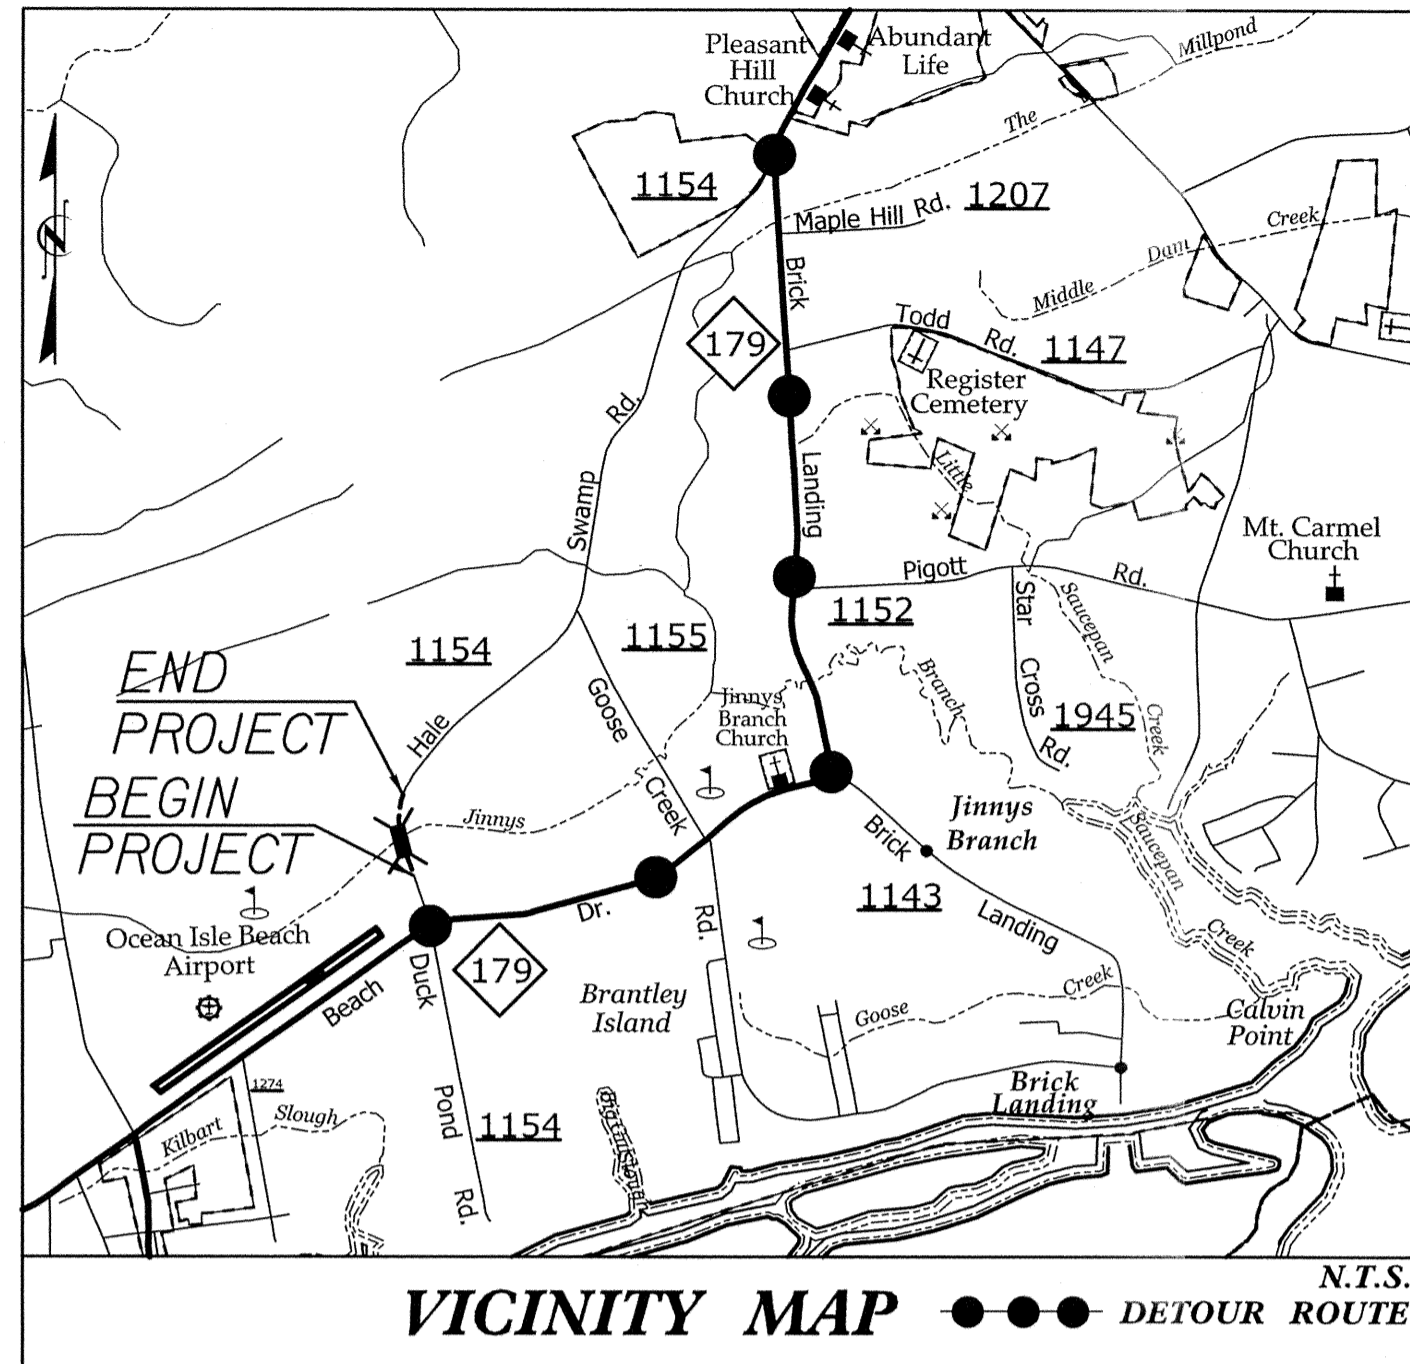 Pleasant
Hill
Church
Abundant
Life
Millpond
The
1154
Maple Hill Rd.
1207
Creek
Dam
Middle
Brick
179
Todd
Rd.
1147
Register
Cemetery
Rd.
Landing
Little
Swamp
Mt. Carmel
Church
Pigott
Rd.
Star
Saucepan
1152
1155
1154
END
PROJECT
Goose
Jinnys
Branch
Church
Branch
Cross
1945
Creek
Rd.
Hale
BEGIN
PROJECT
Jinnys
Creek
Jinnys
Branch
Brick
Saucepan
1143
Landing
Dr.
Rd.
Creek
Ocean Isle Beach
Airport
Duck
179
Beach
Brantley
Island
Goose
Creek
Calvin
Point
1274
Brick
Landing
Kilbart
Slough
Pond
1154
Rd.
N.T.S.
VICINITY MAP
DETOUR ROUTE